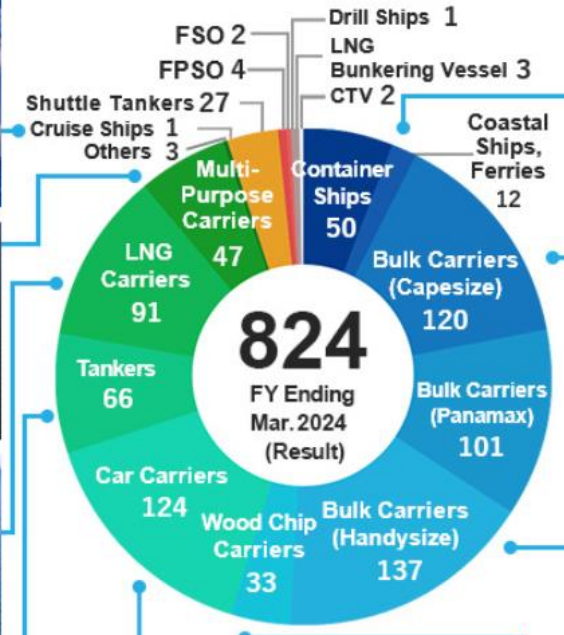 Drill Ships 1
FSO 2
LNG
Bunkering Vessel 3
FPSO 4
CTV 2
Shuttle Tankers 27
Cruise Ships 1
Others 3
Coastal
Ships,
Ferries
12
Multi-
Purpose
Carriers
47
Container
Ships
50
LNG
Carriers
91
Bulk Carriers
(Capesize)
120
824
FY Ending
Mar. 2024
(Result)
Tankers
66
Bulk Carriers
(Panamax)
101
Car Carriers
124
Wood Chip
Carriers
33
Bulk Carriers
(Handysize)
137